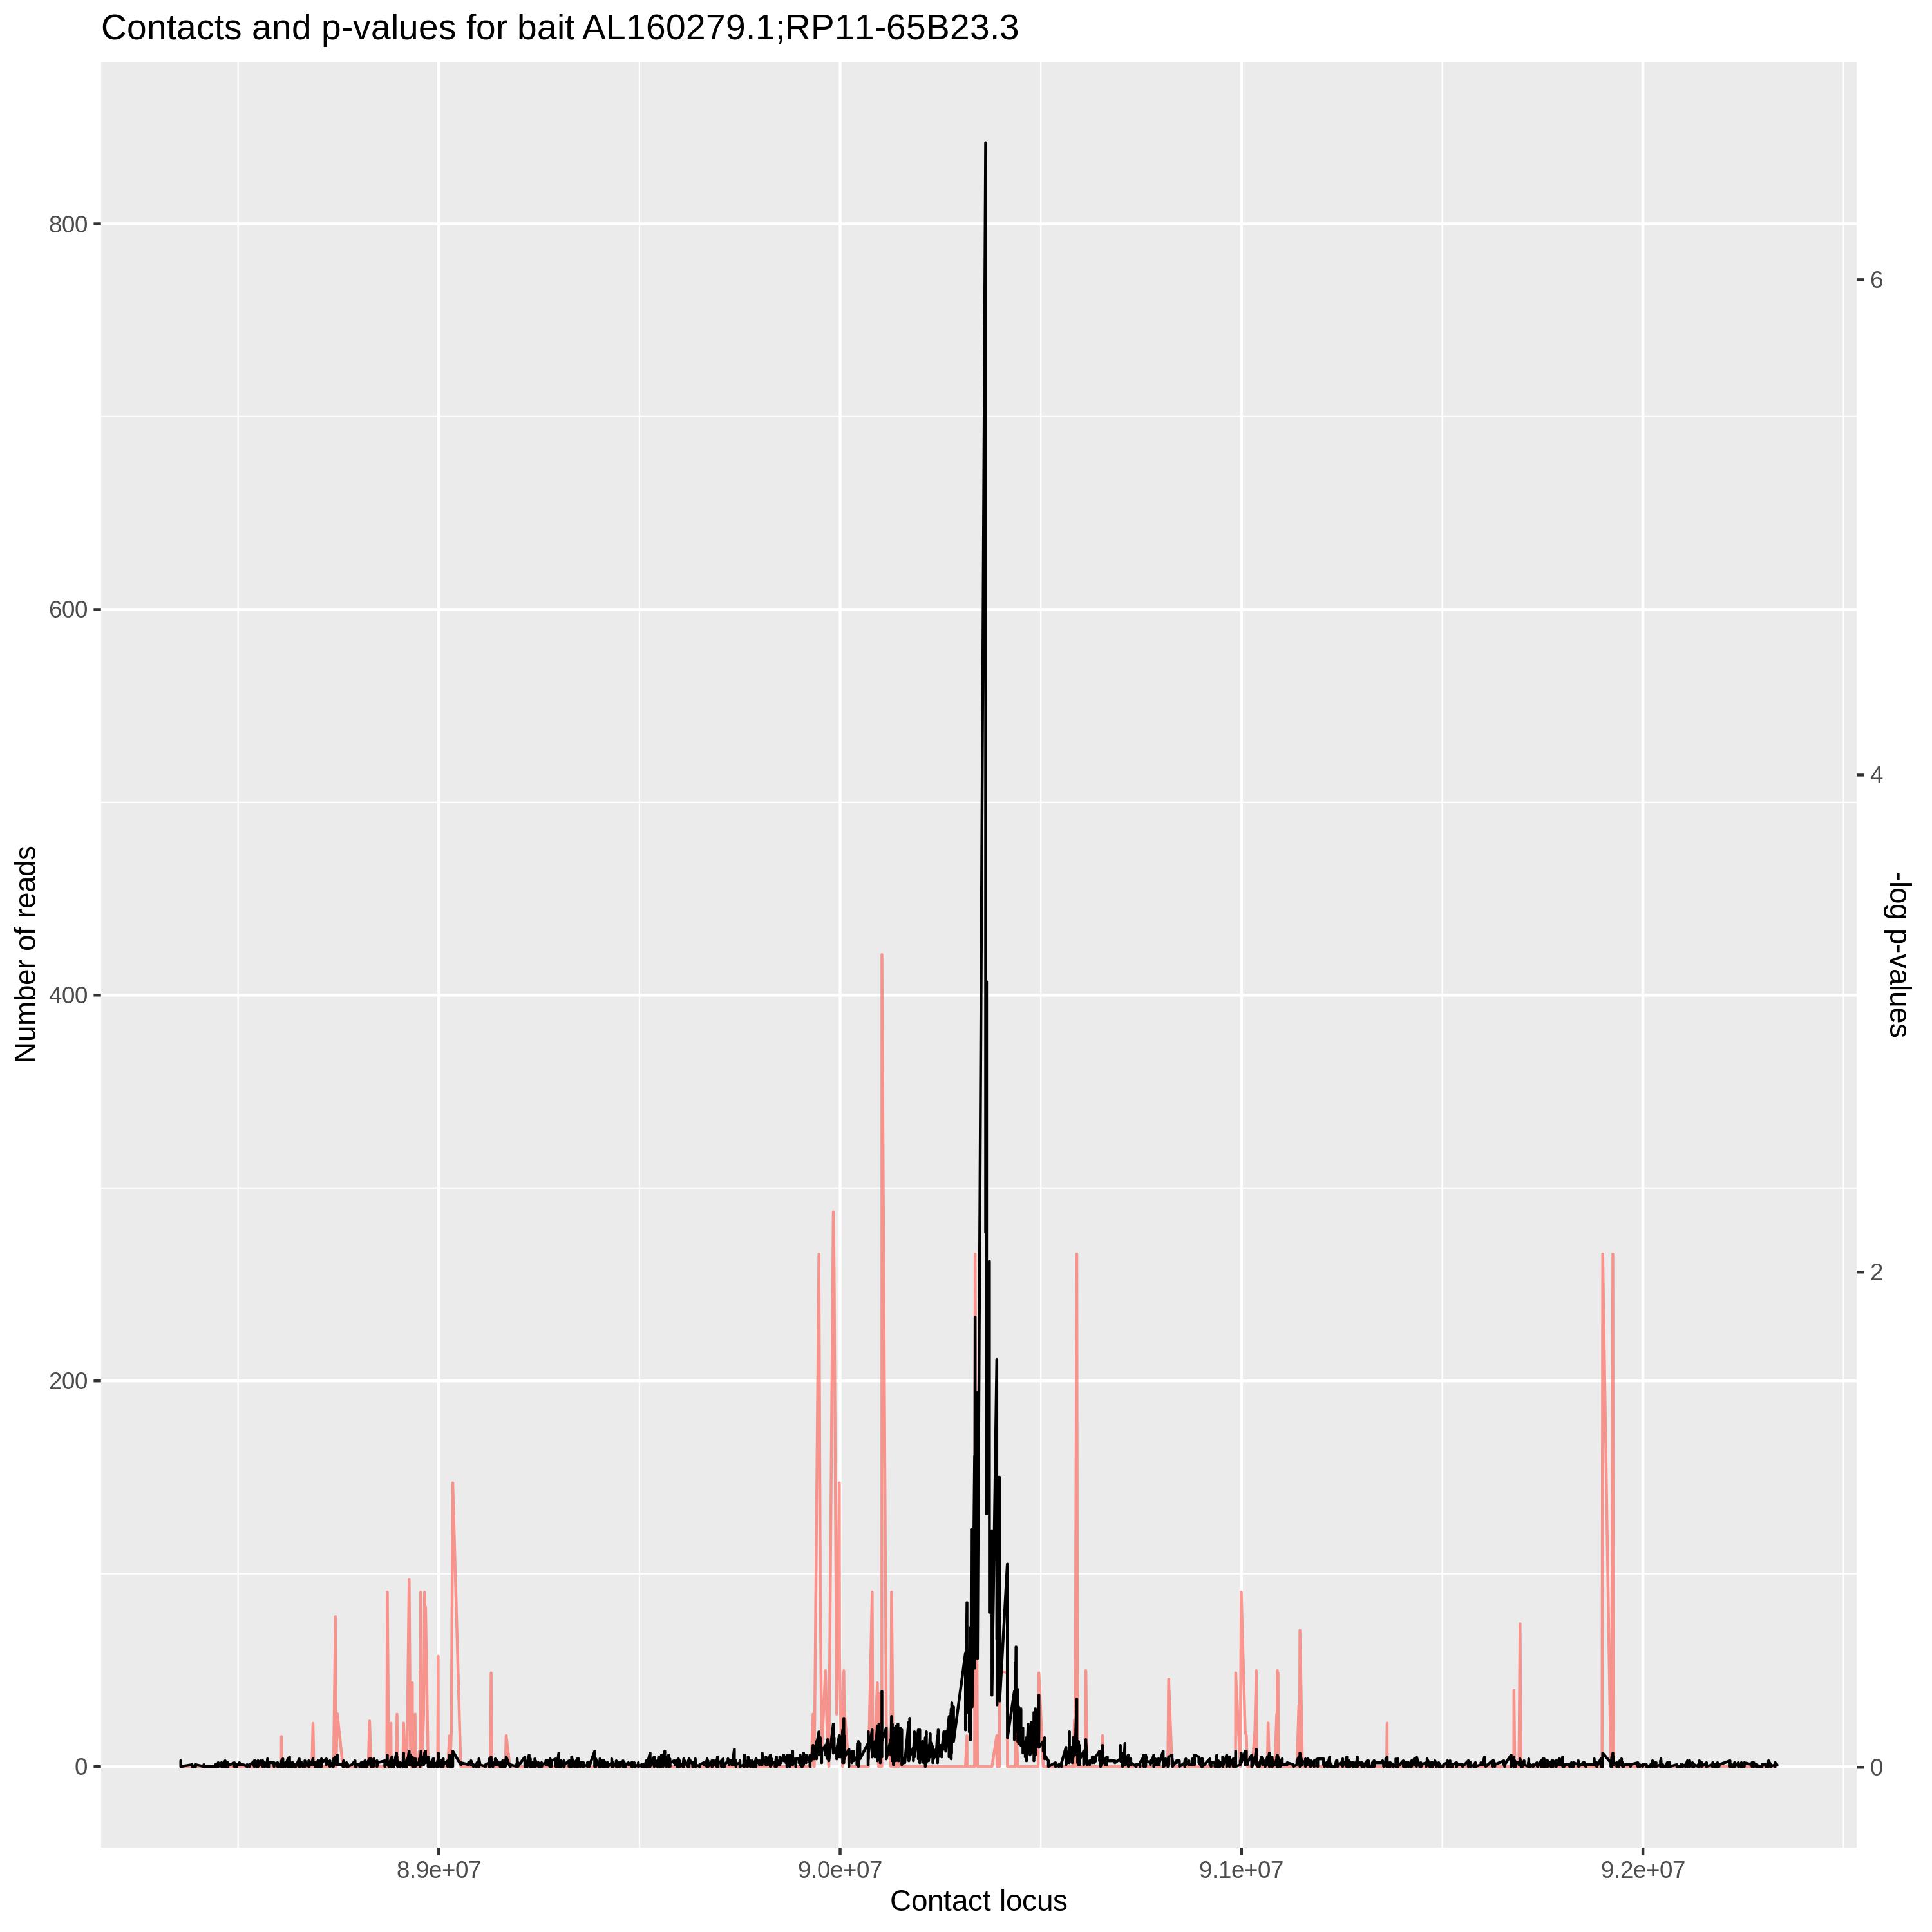 Contacts and p-values for bait AL160279.1;RP11-65B23.3
800
600
400
200
0
Number of reads
6
4
2
0
-log p-values
8.9e+07
9.0e+07
9.1e+07
9.2e+07
Contact locus